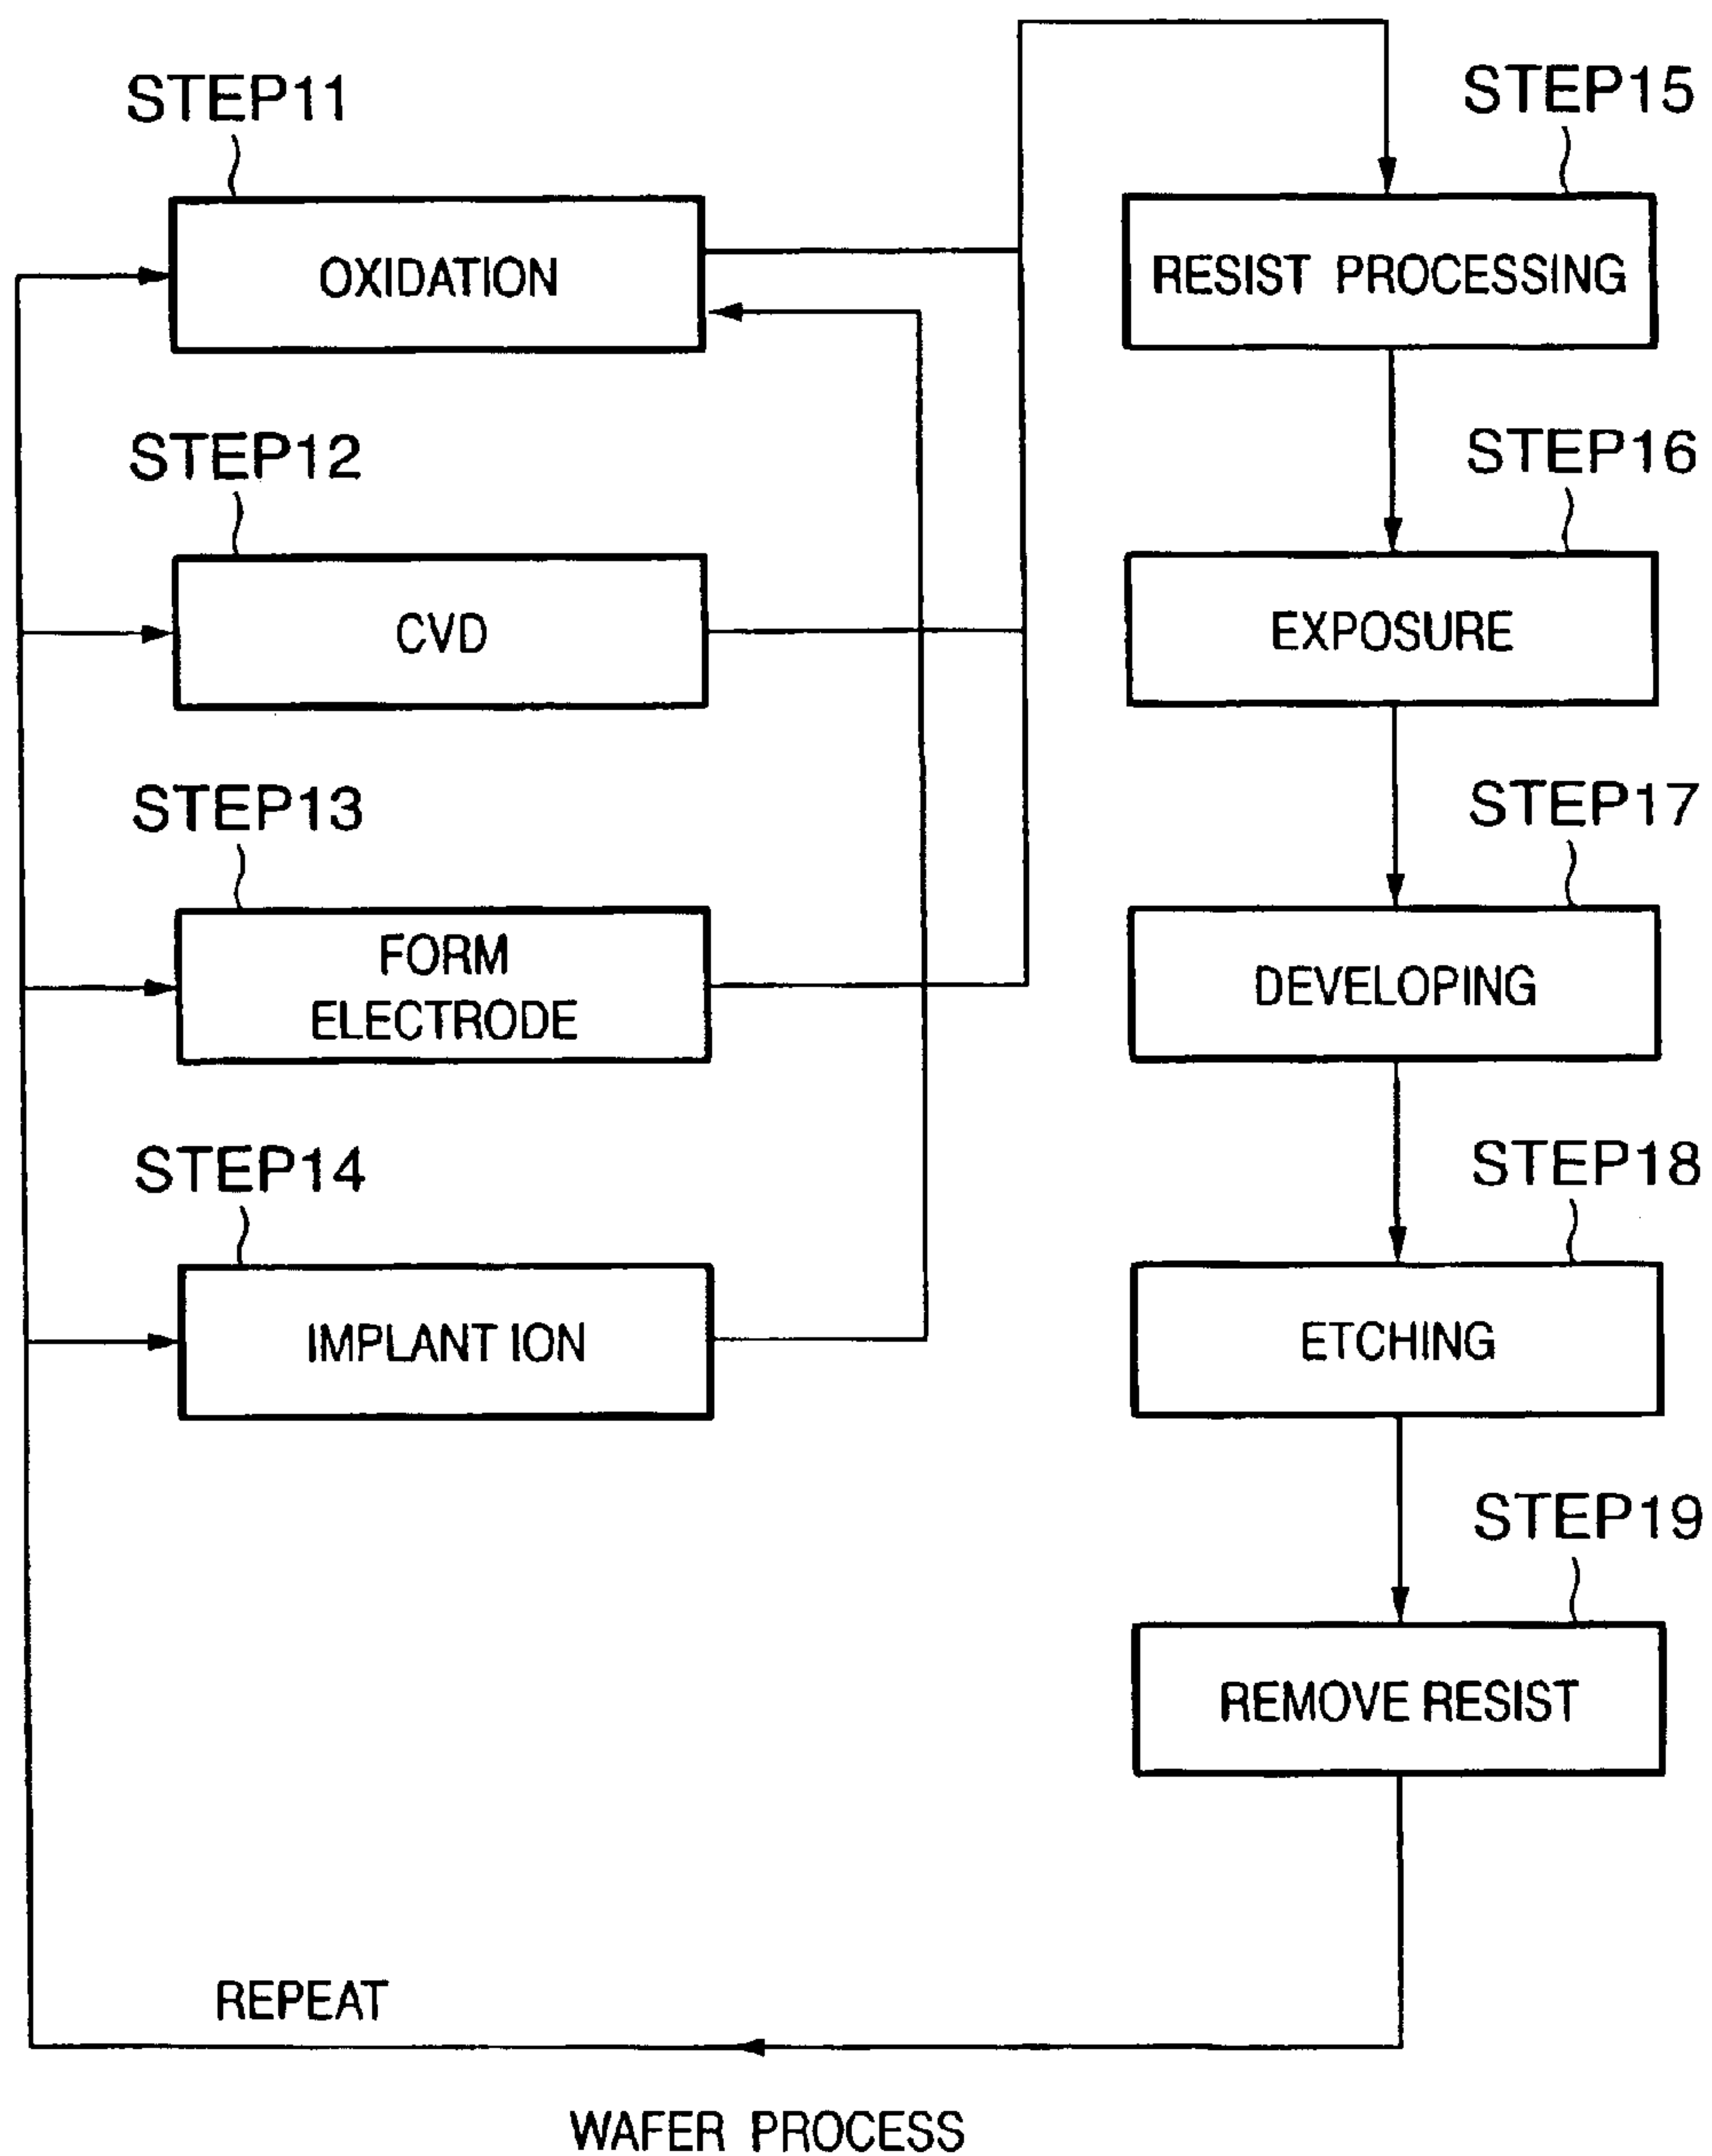 STEP11
OXIDATION
STEP12
CVD
STEP13
FORM
ELECTRODE
STEP14
IMPLANT ION
STEP15
RESIST PROCESSING
STEP16
EXPOSURE
STEP17
DEVELOPING
STEP18
ETCHING
STEP19
REMOVE RESIST
REPEAT
WAFER PROCESS